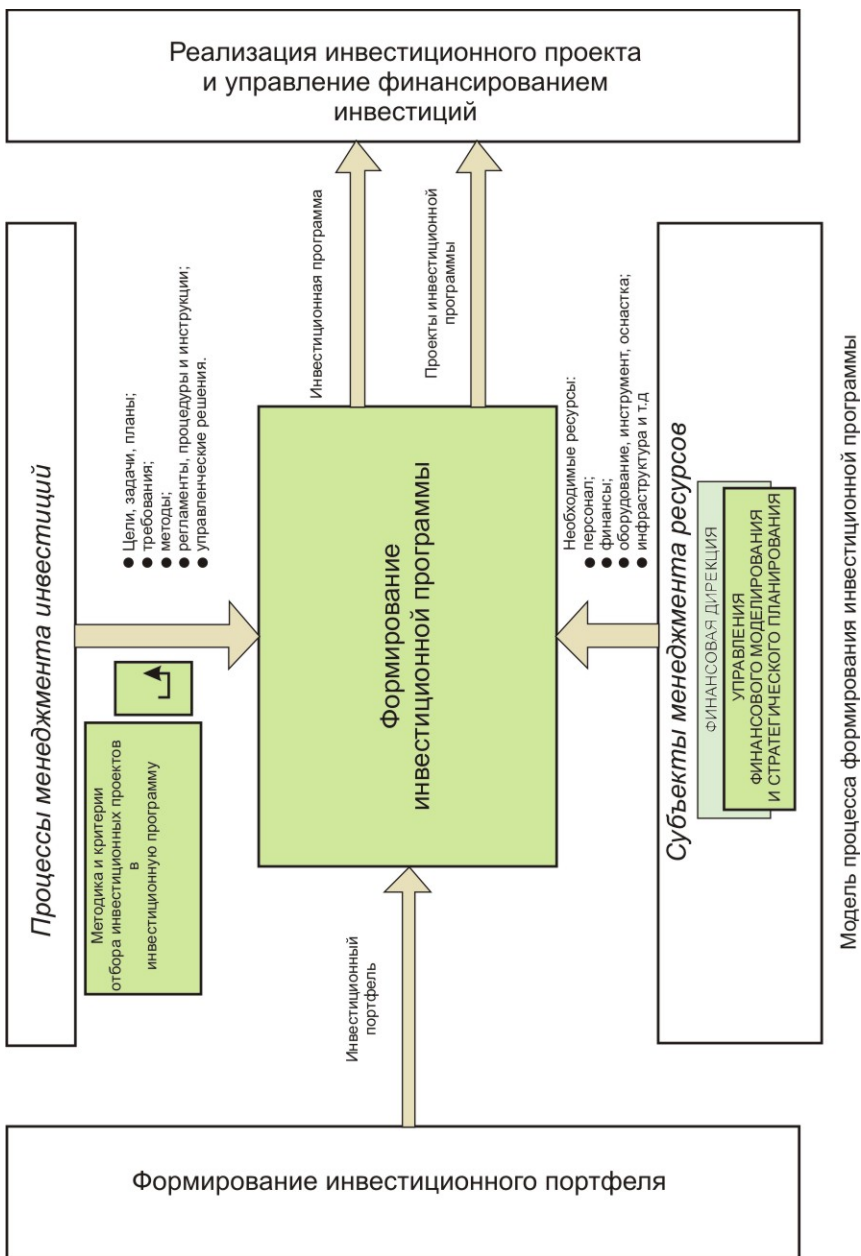 Реализация инвестиционного проекта
и управление финансированием
инвестиций
Процессы менеджмента инвестиций
Методика и критерии
отбора инвестиционных проектов
в
инвестиционную программу
● Цели, задачи, планы;
● требования;
● методы;
● регламенты, процедуры и инструкции;
● управленческие решения.
Инвестиционная программа
Проекты инвестиционной
программы
Формирование
инвестиционной программы
Инвестиционный
портфель
Необходимые ресурсы:
● персонал;
● финансы;
● оборудование, инструмент, оснастка;
● инфраструктура и т.д
Субъекты менеджмента ресурсов
ФИНАНСОВАЯ ДИРЕКЦИЯ
УПРАВЛЕНИЯ
ФИНАНСОВОГО МОДЕЛИРОВАНИЯ
И СТРАТЕГИЧЕСКОГО ПЛАНИРОВАНИЯ
Формирование инвестиционного портфеля
Модель процесса формирования инвестиционной программы